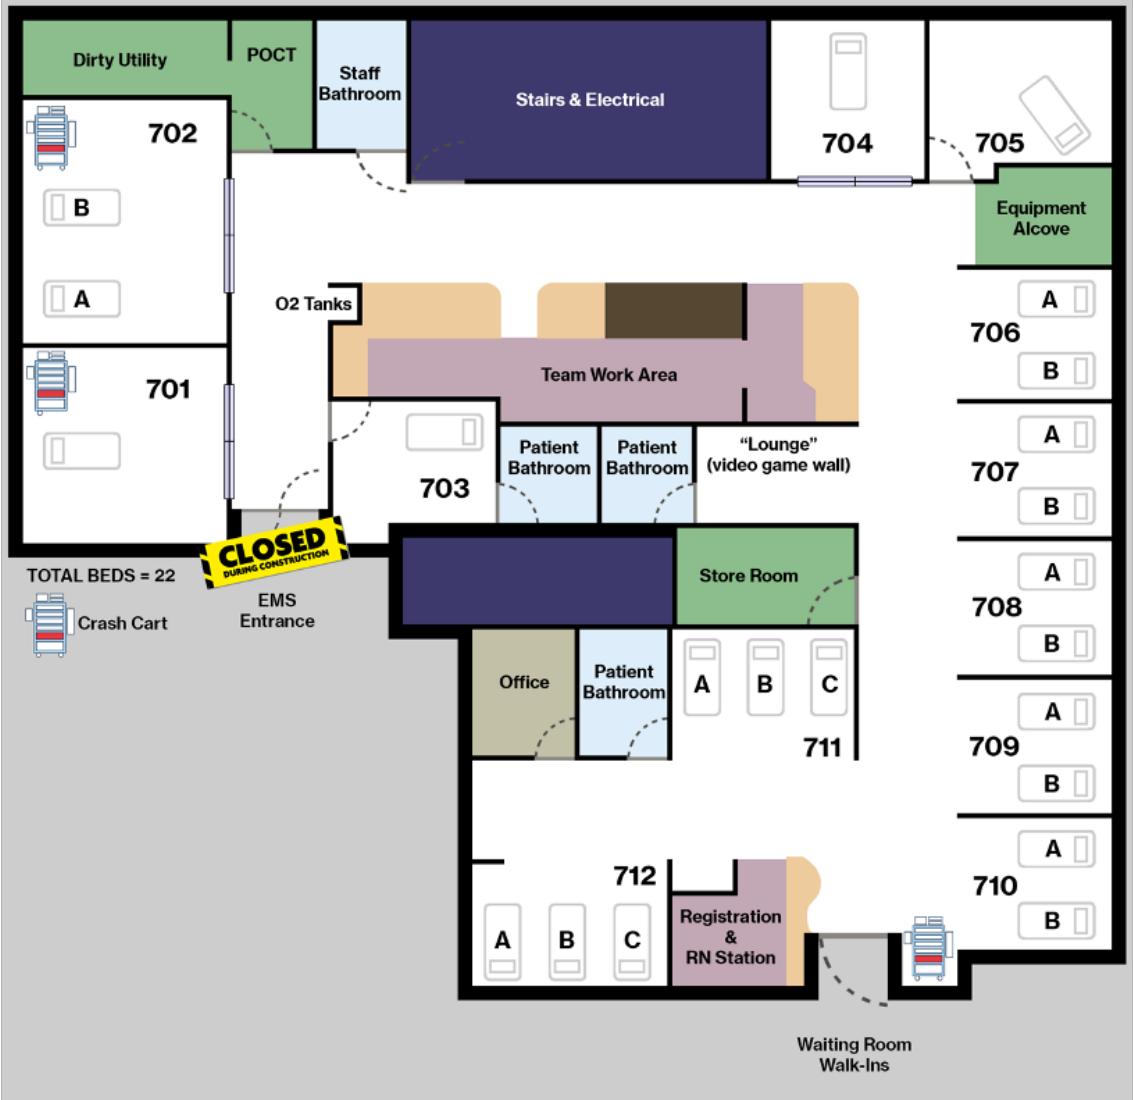 Dirty Utility
POCT
Staff
Bathroom
Stairs & Electrical
704
705
702
B
A
Equipment
Alcove
O2 Tanks
Team Work Area
701
703
Patient
Bathroom
Patient
Bathroom
“Lounge”
(video game wall)
706
A
B
707
A
B
CLOSED
DURING CONSTRUCTION
TOTAL BEDS = 22
Crash Cart
EMS
Entrance
Store Room
708
A
B
Office
Patient
Bathroom
A
B
C
711
709
A
B
712
A
B
C
Registration
&
RN Station
710
A
B
Waiting Room
Walk-Ins